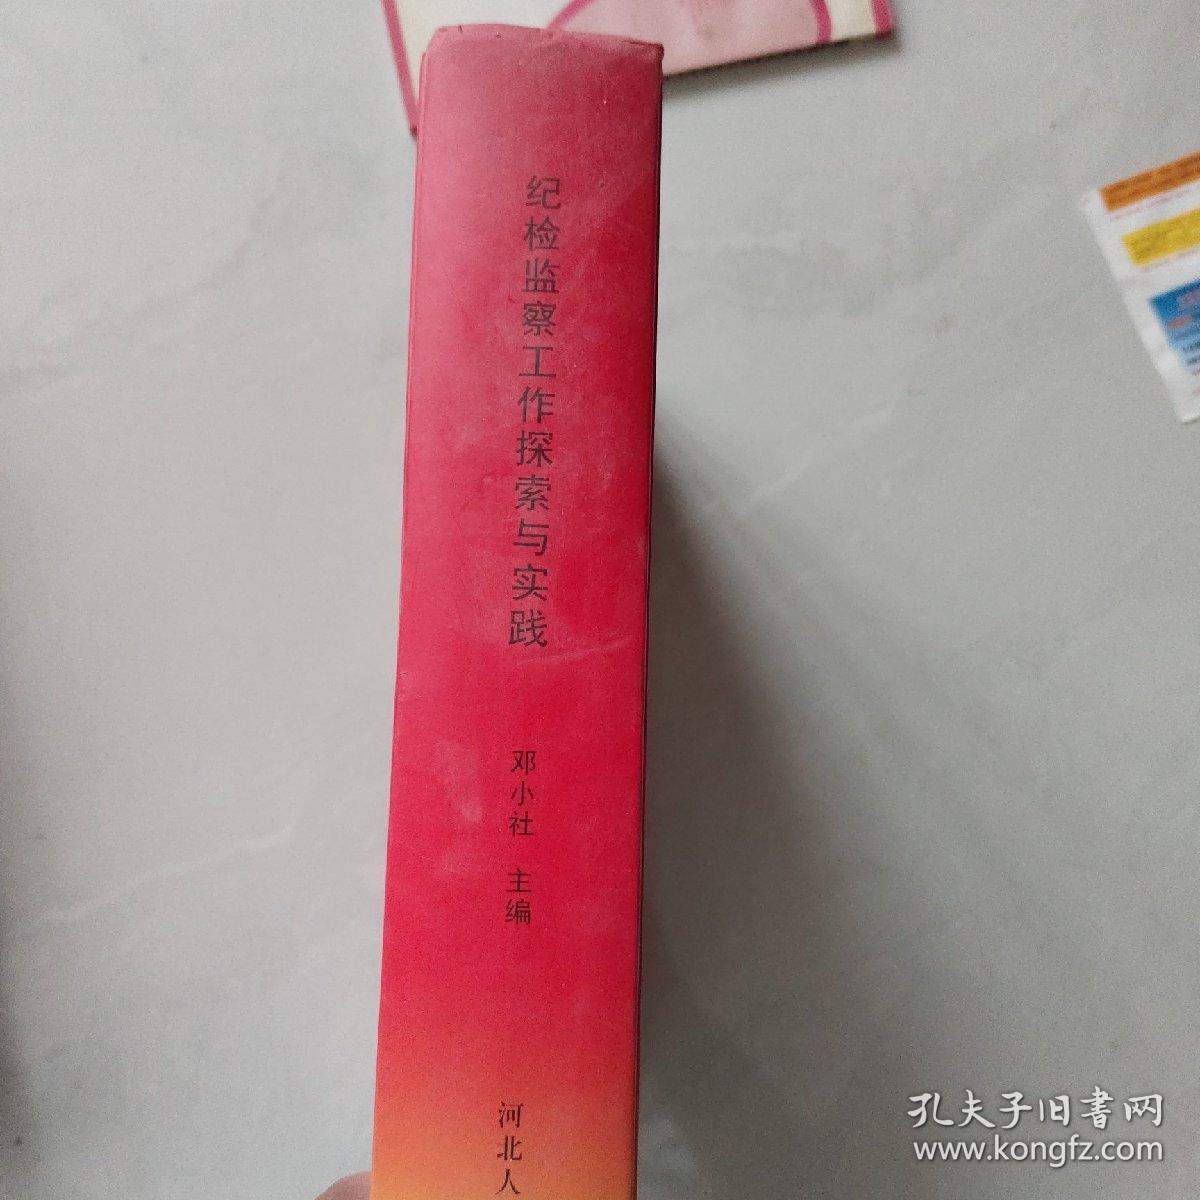 纪检监察工作探索与实践
邓小社 主编
河北人
孔夫子旧書网
www.kongfz.com